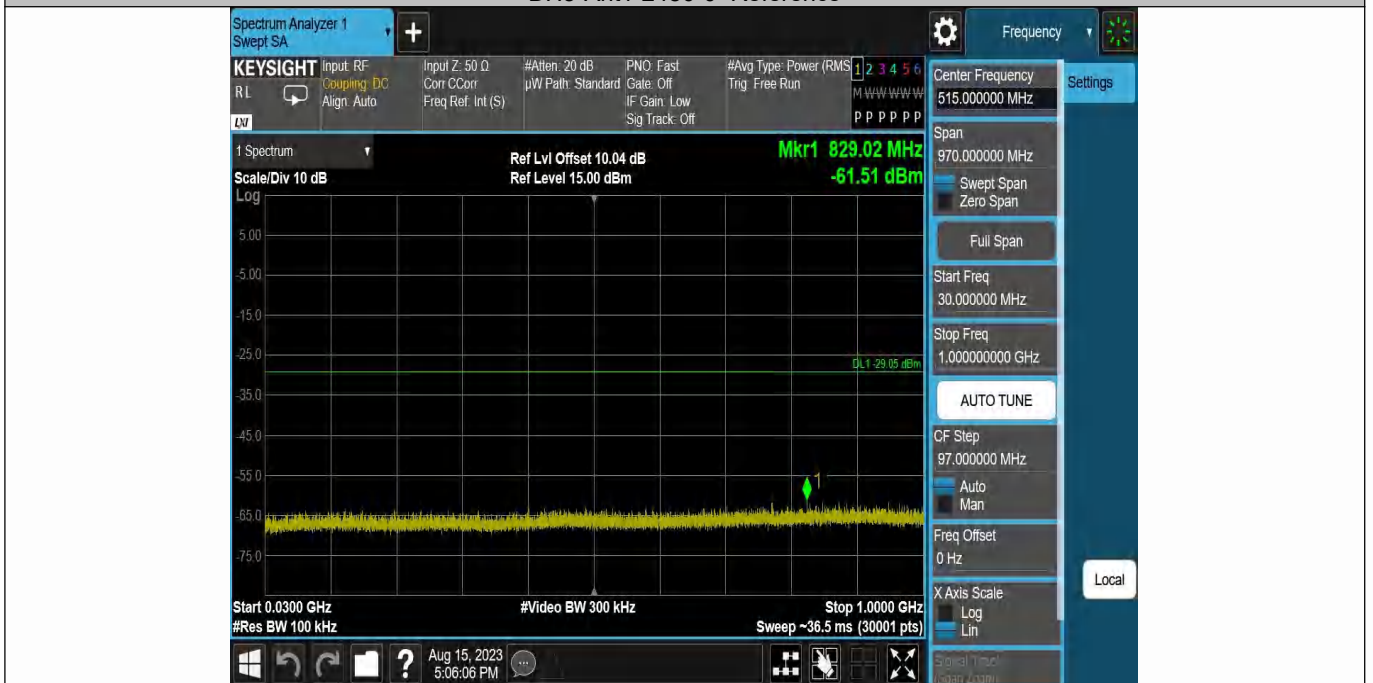 Spectrum Analyzer 1
Swept SA
+
Frequency
KEYSIGHT
RL
LXI
Input: RF
Coupling: DC
Align: Auto
Input Z: 50 Ω
Corr CCorr
Freq Ref: Int (S)
#Atten: 20 dB
µW Path: Standard
PNO: Fast
Gate: Off
IF Gain: Low
Sig Track: Off
#Avg Type: Power (RMS
Trig: Free Run
1 2 3 4 5 6
M W W W W W
P P P P P P
Settings
Center Frequency
515.000000 MHz
Span
970.000000 MHz
Swept Span
Zero Span
Full Span
Start Freq
30.000000 MHz
Stop Freq
1.000000000 GHz
AUTO TUNE
CF Step
97.000000 MHz
Auto
Man
Freq Offset
0 Hz
X Axis Scale
Log
Lin
Local
1 Spectrum
Scale/Div 10 dB
Log
Ref Lvl Offset 10.04 dB
Ref Level 15.00 dBm
Mkr1 829.02 MHz
-61.51 dBm
5.00
-5.00
-15.0
-25.0
DL1 -29.05 dBm
-35.0
-45.0
-55.0
1
-65.0
-75.0
Start 0.0300 GHz
#Res BW 100 kHz
#Video BW 300 kHz
Stop 1.0000 GHz
Sweep ~36.5 ms (30001 pts)
?
Aug 15, 2023
5:06:06 PM